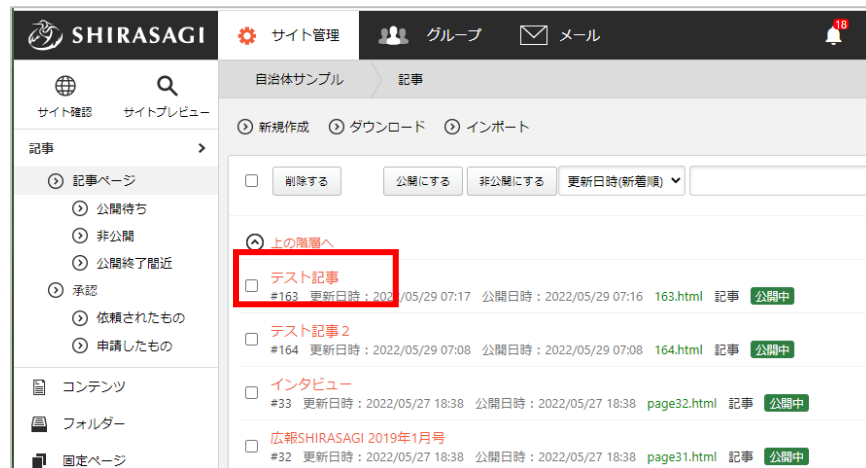 SHIRASAGI
サイト管理
グループ
メール
18
サイト確認
サイトプレビュー
自治体サンプル
記事
新規作成
ダウンロード
インポート
記事
記事ページ
公開待ち
非公開
公開終了間近
承認
依頼されたもの
申請したもの
コンテンツ
フォルダー
固定ページ
削除する
公開にする
非公開にする
更新日時(新着順)
上の階層へ
テスト記事
#163 更新日時：2022/05/29 07:17 公開日時：2022/05/29 07:16 163.html 記事 公開中
テスト記事２
#164 更新日時：2022/05/29 07:08 公開日時：2022/05/29 07:08 164.html 記事 公開中
インタビュー
#33 更新日時：2022/05/27 18:38 公開日時：2022/05/27 18:38 page32.html 記事 公開中
広報SHIRASAGI 2019年1月号
#32 更新日時：2022/05/27 18:38 公開日時：2022/05/27 18:38 page31.html 記事 公開中